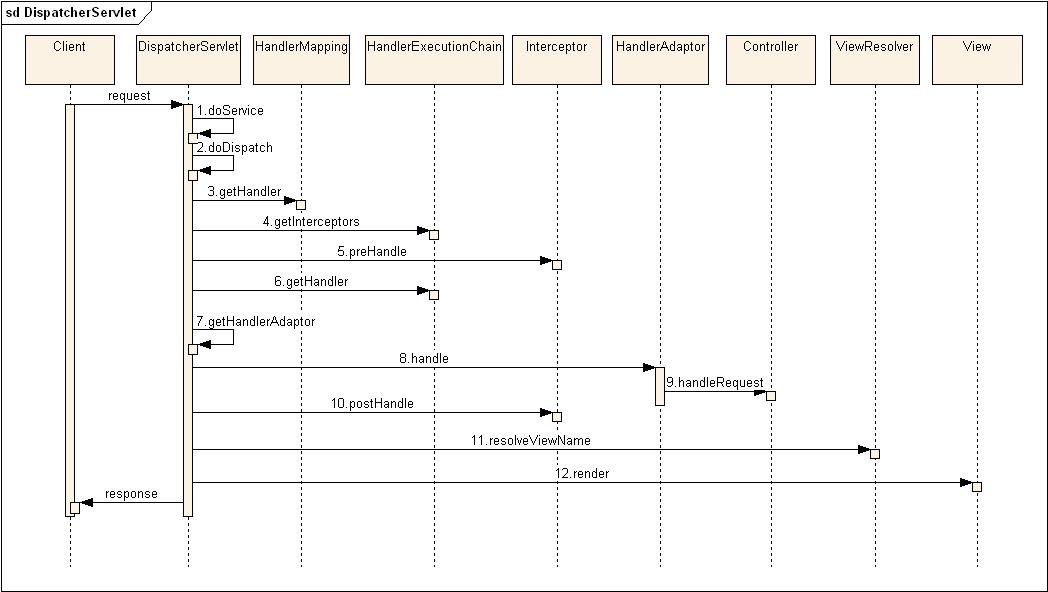 sd DispatcherServlet
Client
DispatcherServlet
HandlerMapping
HandlerExecutionChain
Interceptor
HandlerAdaptor
Controller
ViewResolver
View
request
1.doService
2.doDispatch
3.getHandler
4.getInterceptors
5.preHandle
6.getHandler
7.getHandlerAdaptor
8.handle
9.handleRequest
10.postHandle
11.resolveViewName
12.render
response